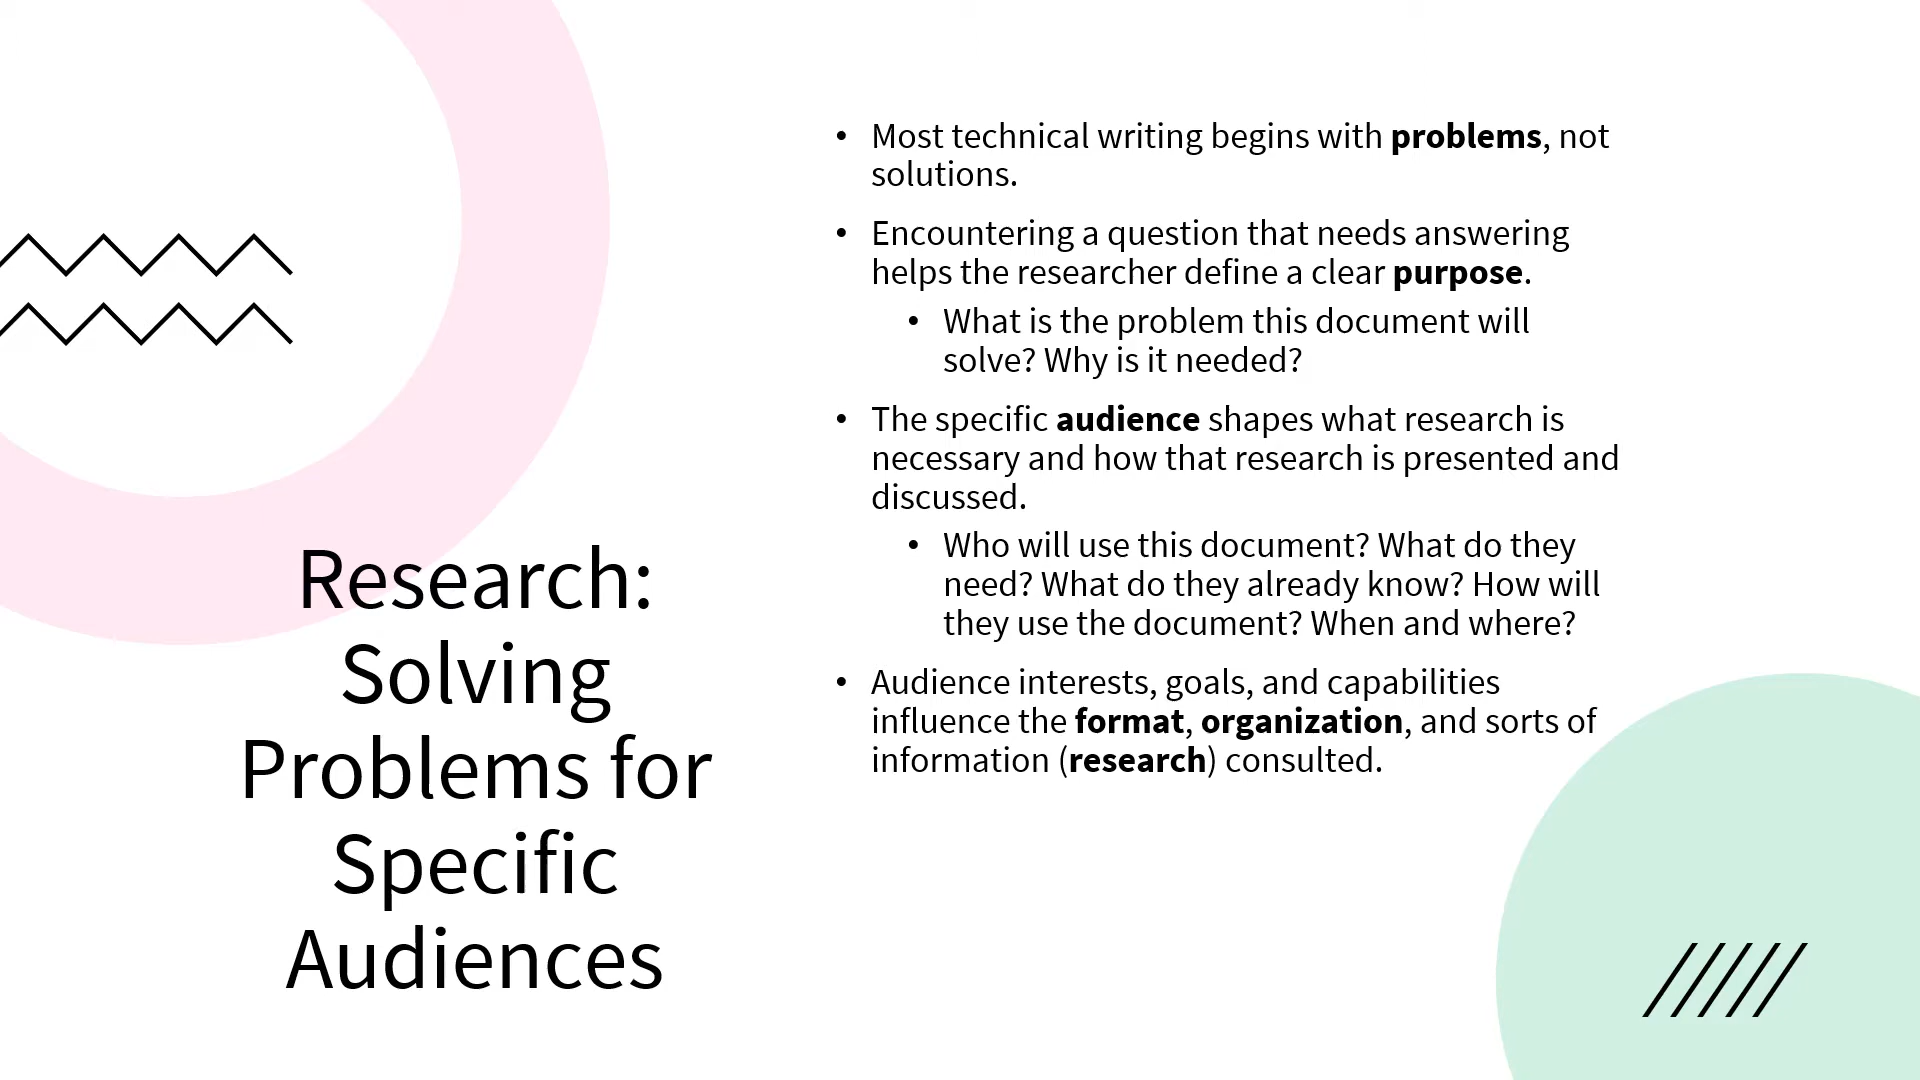 Research:
Solving
Problems for
Specific
Audiences
• Most technical writing begins with problems, not
solutions.
• Encountering a question that needs answering
helps the researcher define a clear purpose.
• What is the problem this document will
solve? Why is it needed?
• The specific audience shapes what research is
necessary and how that research is presented and
discussed.
• Who will use this document? What do they
need? What do they already know? How will
they use the document? When and where?
• Audience interests, goals, and capabilities
influence the format, organization, and sorts of
information (research) consulted.